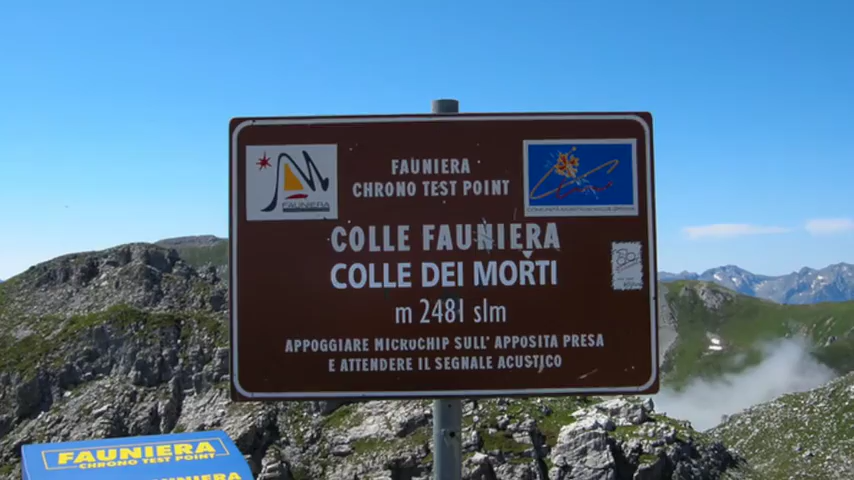 FAUNIERA
CHRONO TEST POINT
FAUNIERA
COLLE FAUNIERA
COLLE DEI MORTI
m 2481 slm
APPOGGIARE MICROCHIP SULL' APPOSITA PRESA
E ATTENDERE IL SEGNALE ACUSTICO
FAUNIERA
CHRONO TEST POINT
FAUNIERA